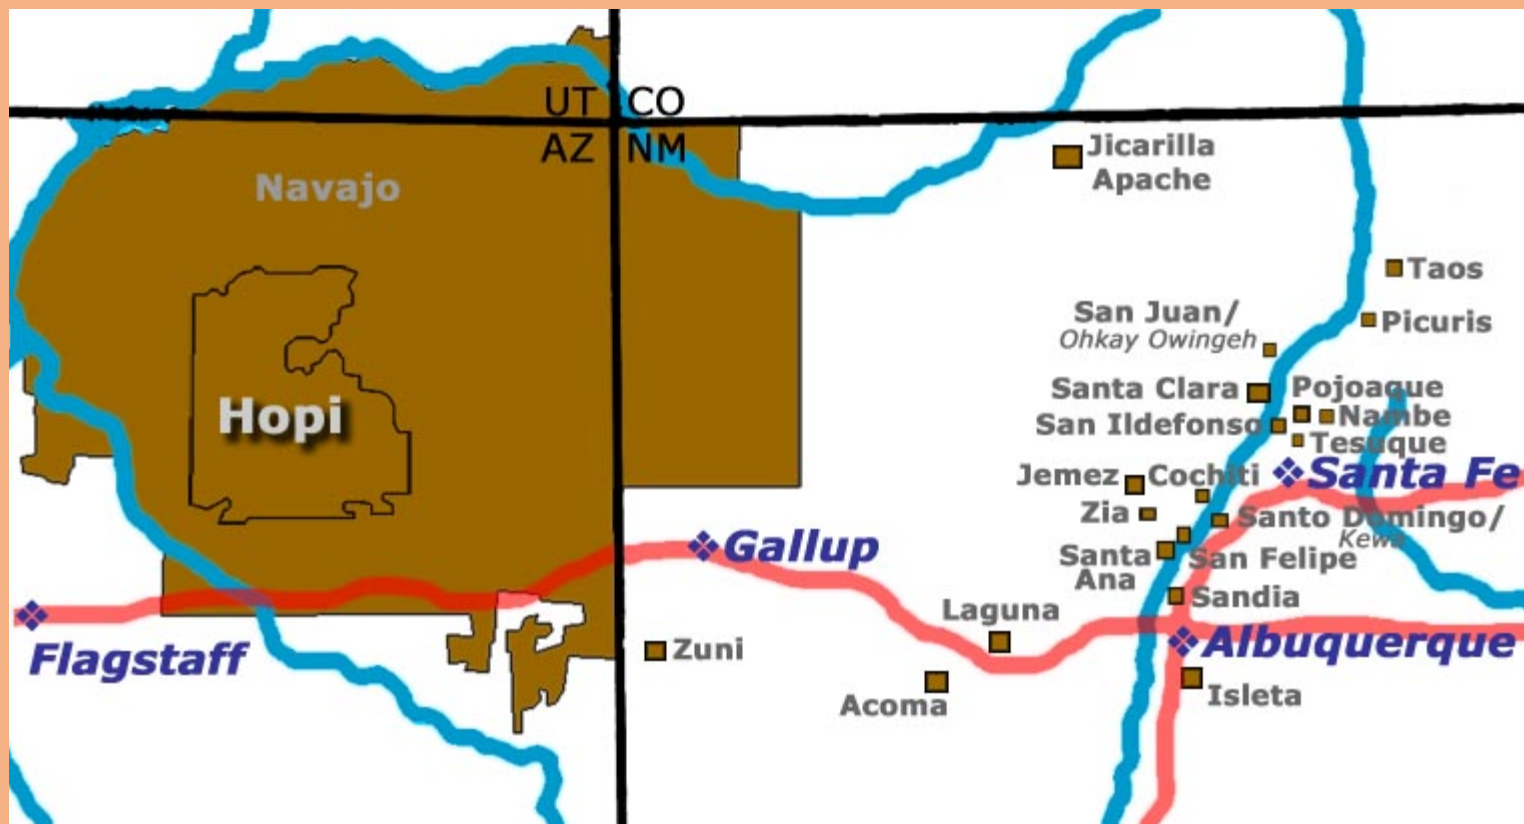 UT CO
AZ NM
Jicarilla
Apache
Navajo
Taos
San Juan/
Ohkay Owingeh
Picuris
Santa Clara
Pojoaque
Hopi
San Ildefonso
Nambe
Tesuque
Santa Fe
Jemez
Cochiti
Zia
Santo Domingo/
Kewa
Gallup
Santa
Ana
San Felipe
Sandia
Laguna
Flagstaff
Zuni
Albuquerque
Acoma
Isleta